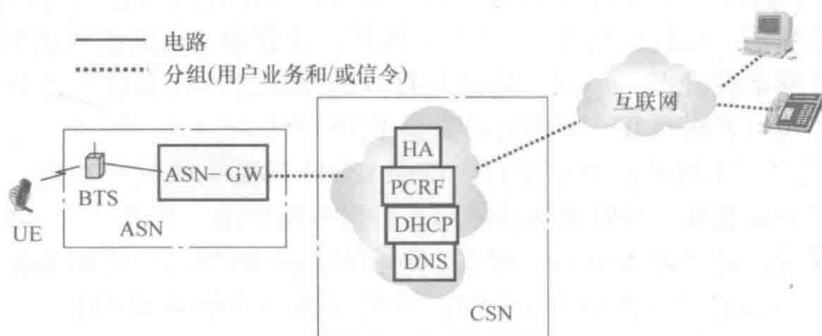 电路
分组(用户业务和/或信令)
互联网
HA
PCRF
DHCP
DNS
ASN-GW
BTS
UE
ASN
CSN